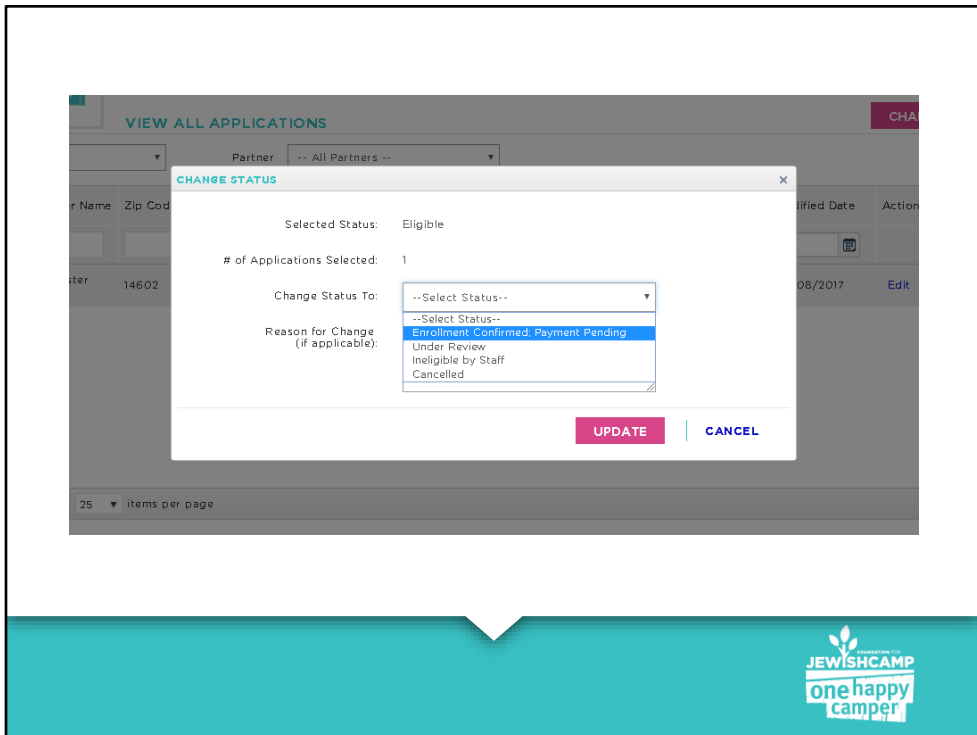 VIEW ALL APPLICATIONS
CHA
Partner -- All Partners --
CHANGE STATUS ×
r Name Zip Cod
ified Date Action
Selected Status: Eligible
# of Applications Selected: 1
ster 14602
08/2017 Edit
Change Status To: --Select Status--
--Select Status--
Reason for Change
(if applicable):
Enrollment Confirmed; Payment Pending
Under Review
Ineligible by Staff
Cancelled
UPDATE CANCEL
25 items per page
FOUNDATION FOR
JEWISHCAMP
one happy
camper